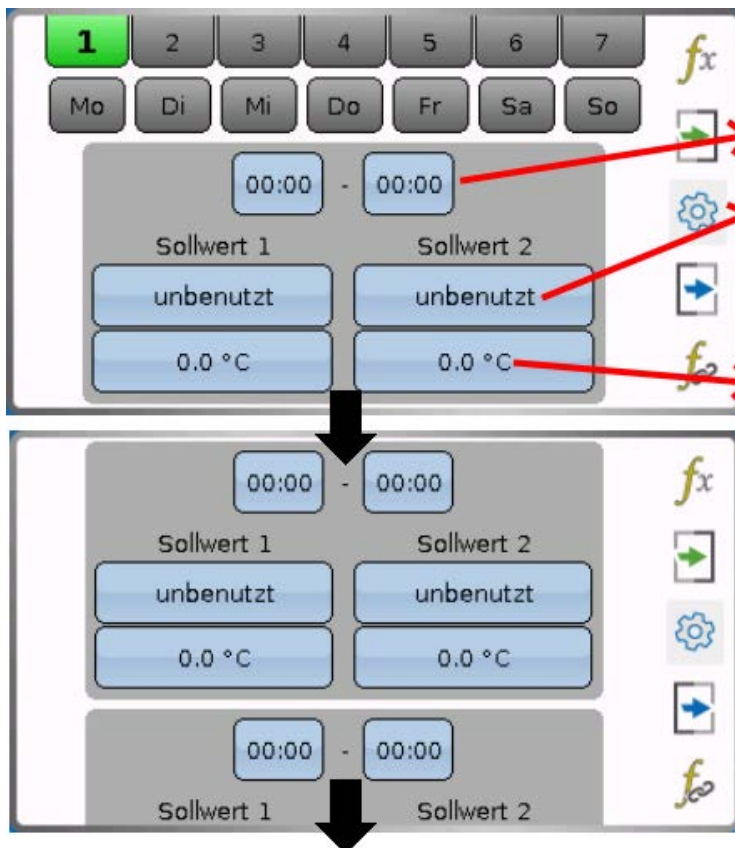 1 2 3 4 5 6 7
Mo Di Mi Do Fr Sa So
00:00 - 00:00
Sollwert 1 Sollwert 2
unbenutzt unbenutzt
0.0 °C 0.0 °C
00:00 - 00:00
Sollwert 1 Sollwert 2
unbenutzt unbenutzt
0.0 °C 0.0 °C
00:00 - 00:00
Sollwert 1 Sollwert 2
fx
f
fx
f